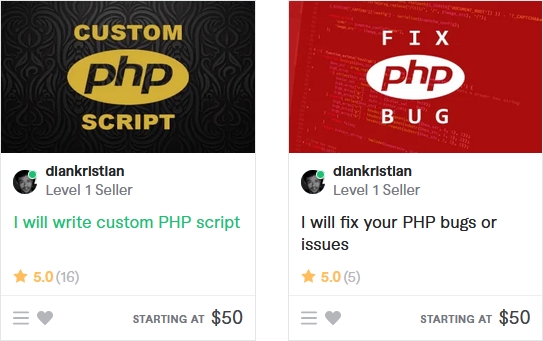 CUSTOM
php
SCRIPT
diankristian
Level 1 Seller
I will write custom PHP script
5.0 (16)
STARTING AT $50
FIX
php
BUG
diankristian
Level 1 Seller
I will fix your PHP bugs or
issues
5.0 (5)
STARTING AT $50